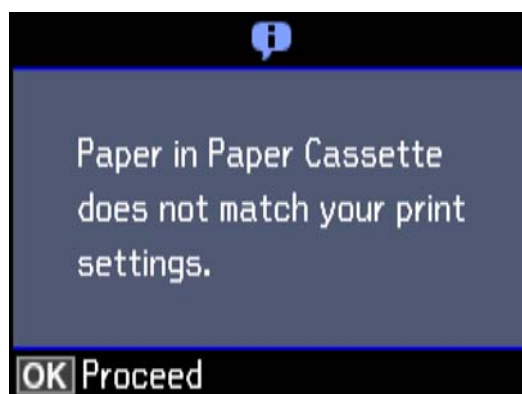 Paper in Paper Cassette
does not match your print
settings.
OK Proceed